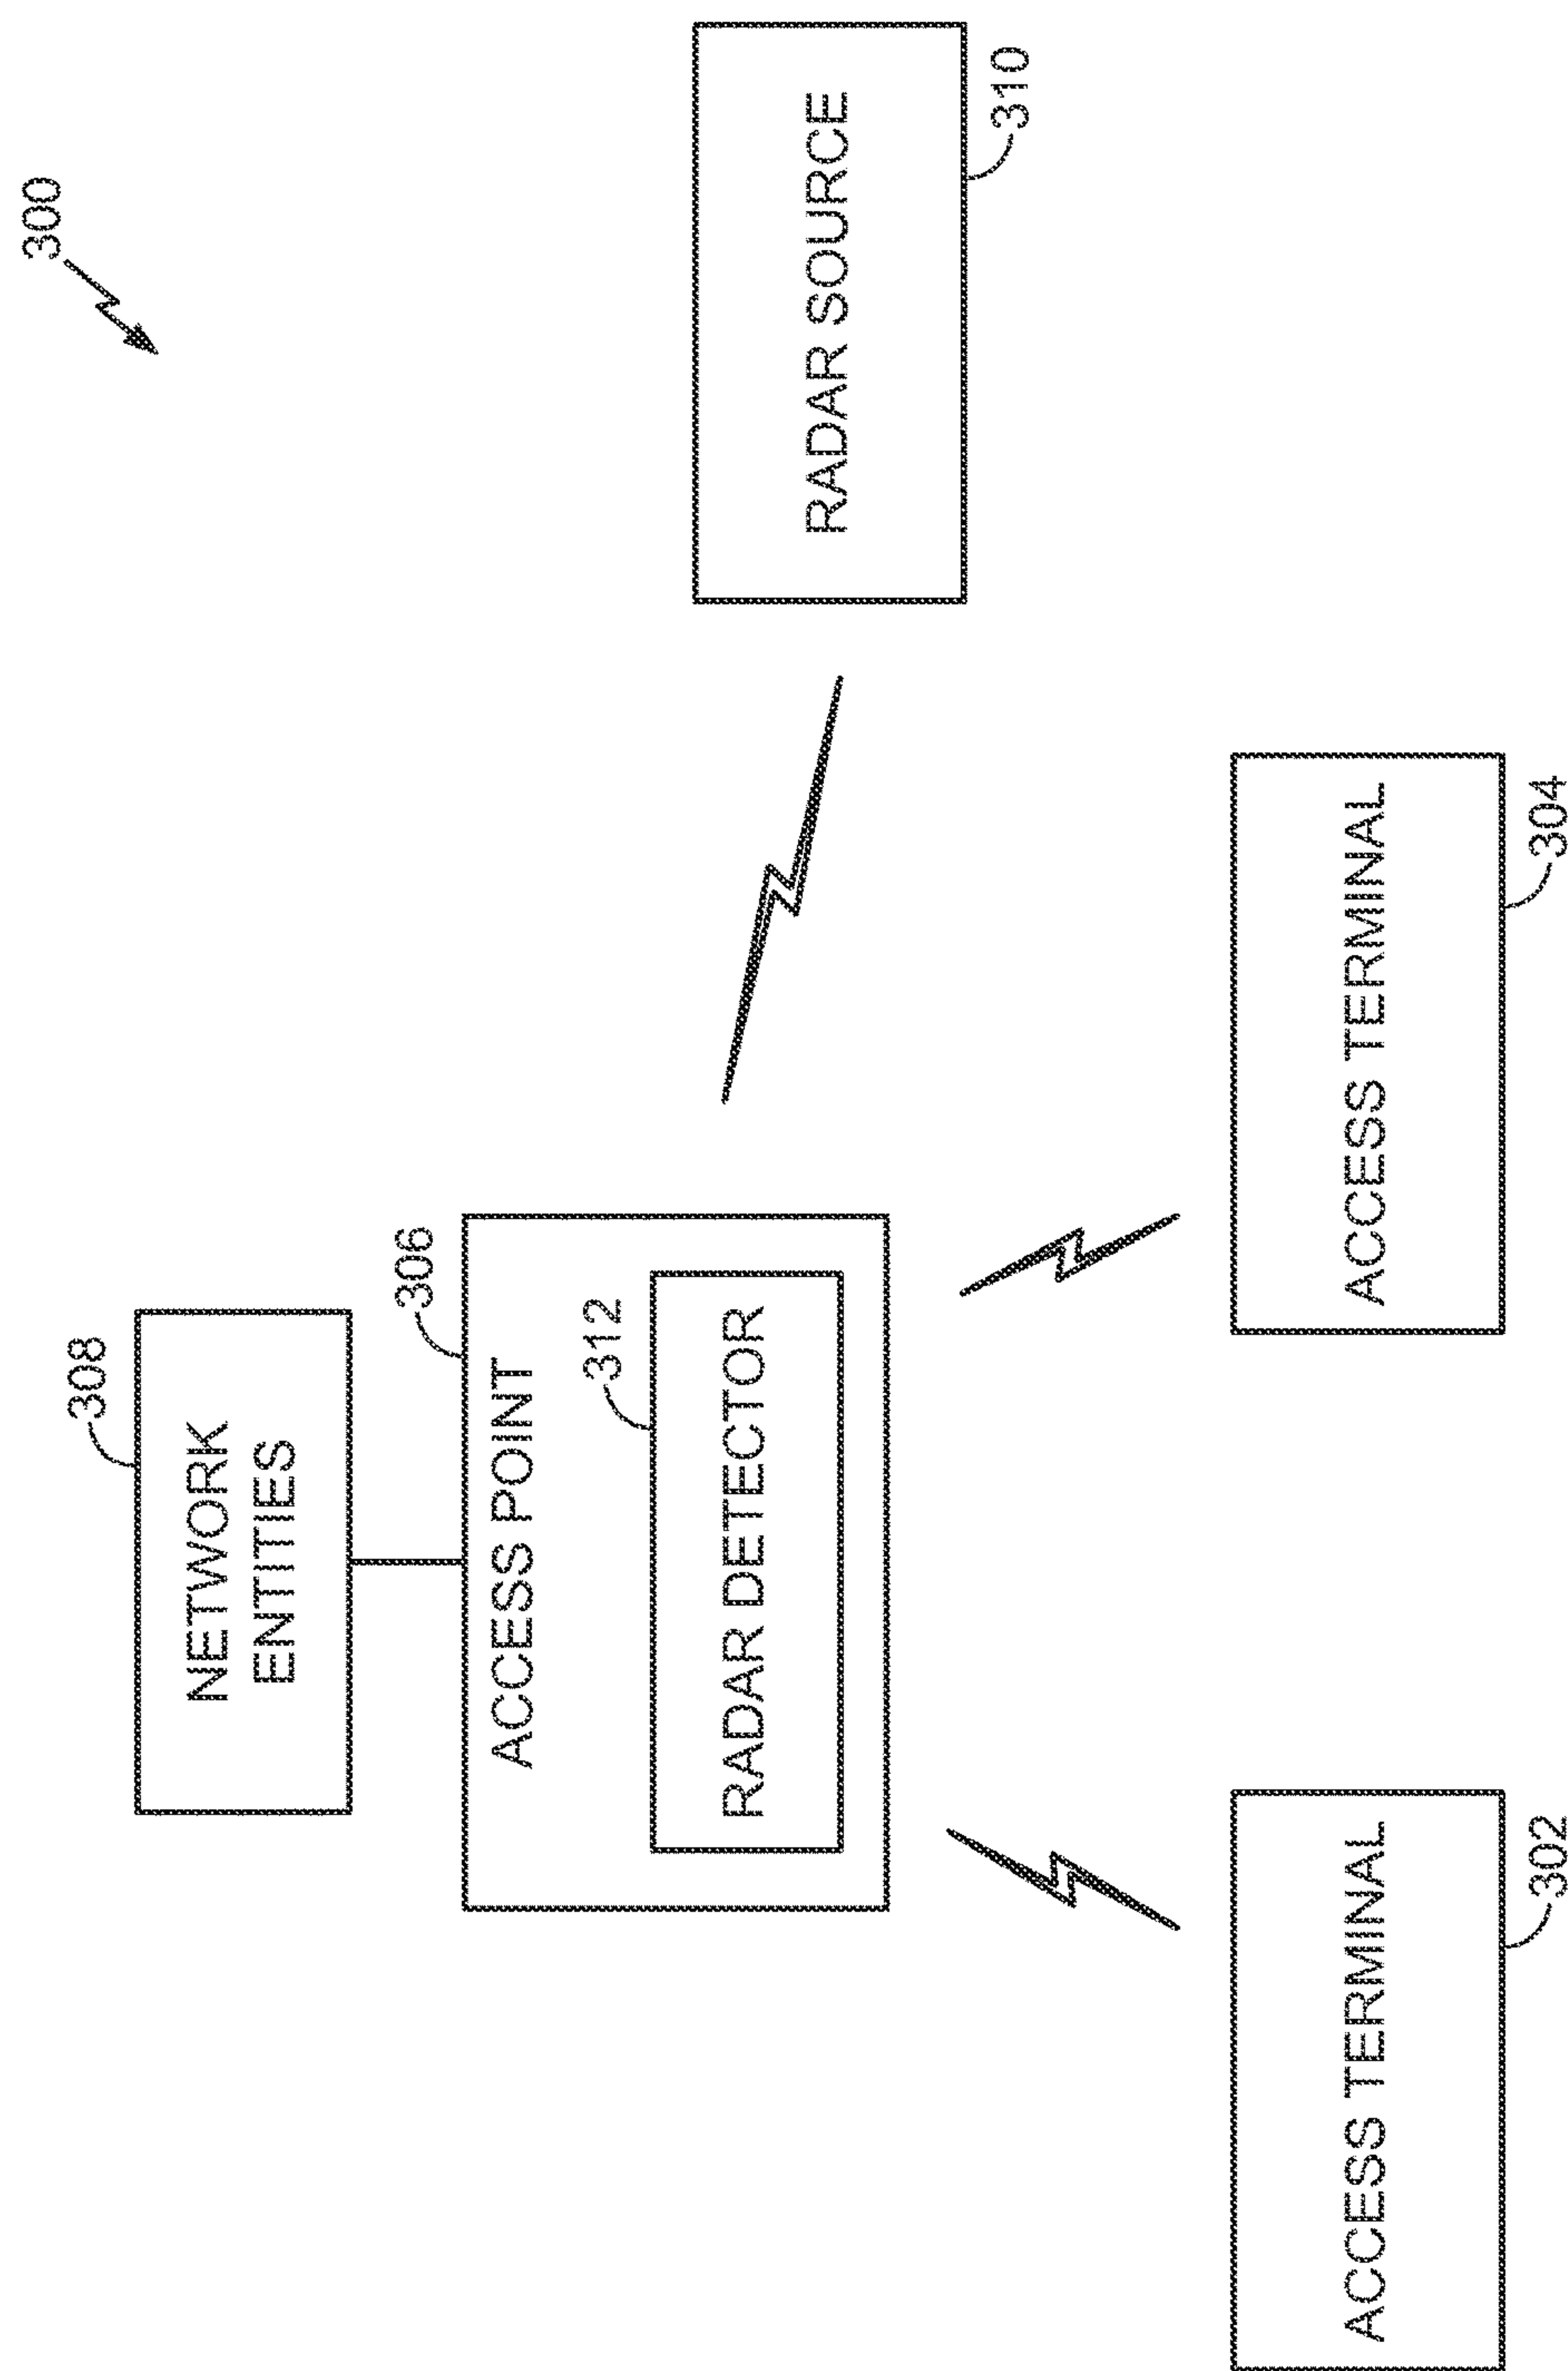 300
308
NETWORK
ENTITIES
306
ACCESS POINT
312
RADAR DETECTOR
RADAR SOURCE
310
ACCESS TERMINAL
302
ACCESS TERMINAL
304